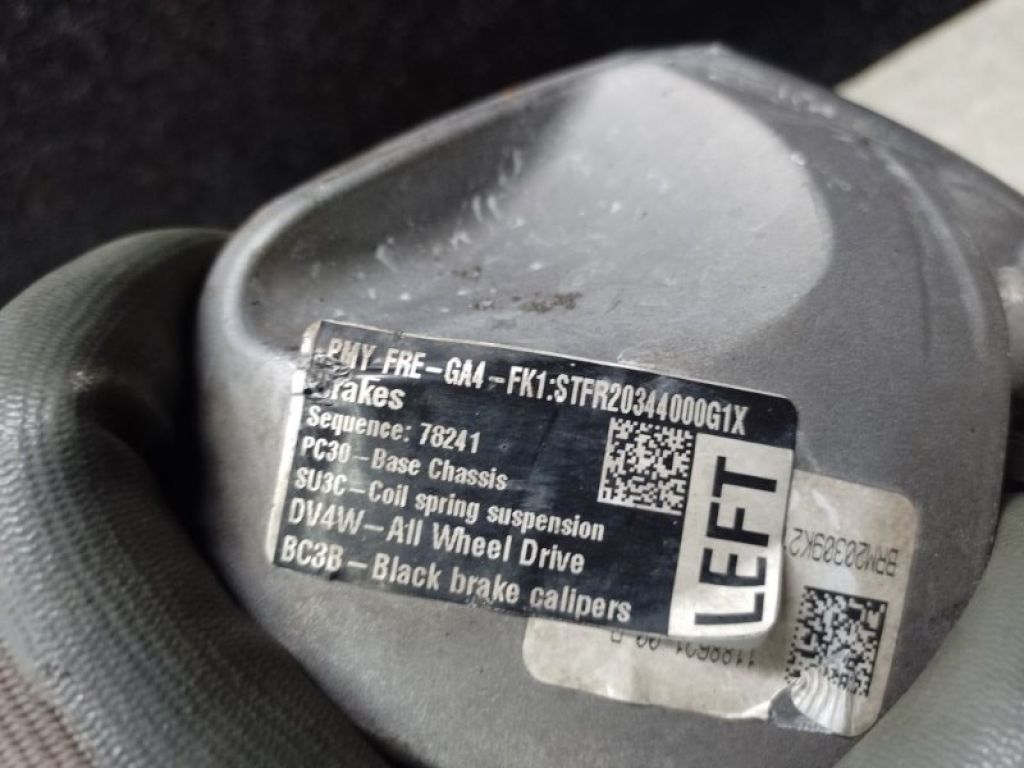 PMY-FRE-GA4-FK1:STFR20344000G1X
Brakes
Sequence: 78241
PC30-Base Chassis
SU3C-Coil spring suspension
DV4W-All Wheel Drive
BC3B-Black brake calipers
LEFT
BRM20309K2